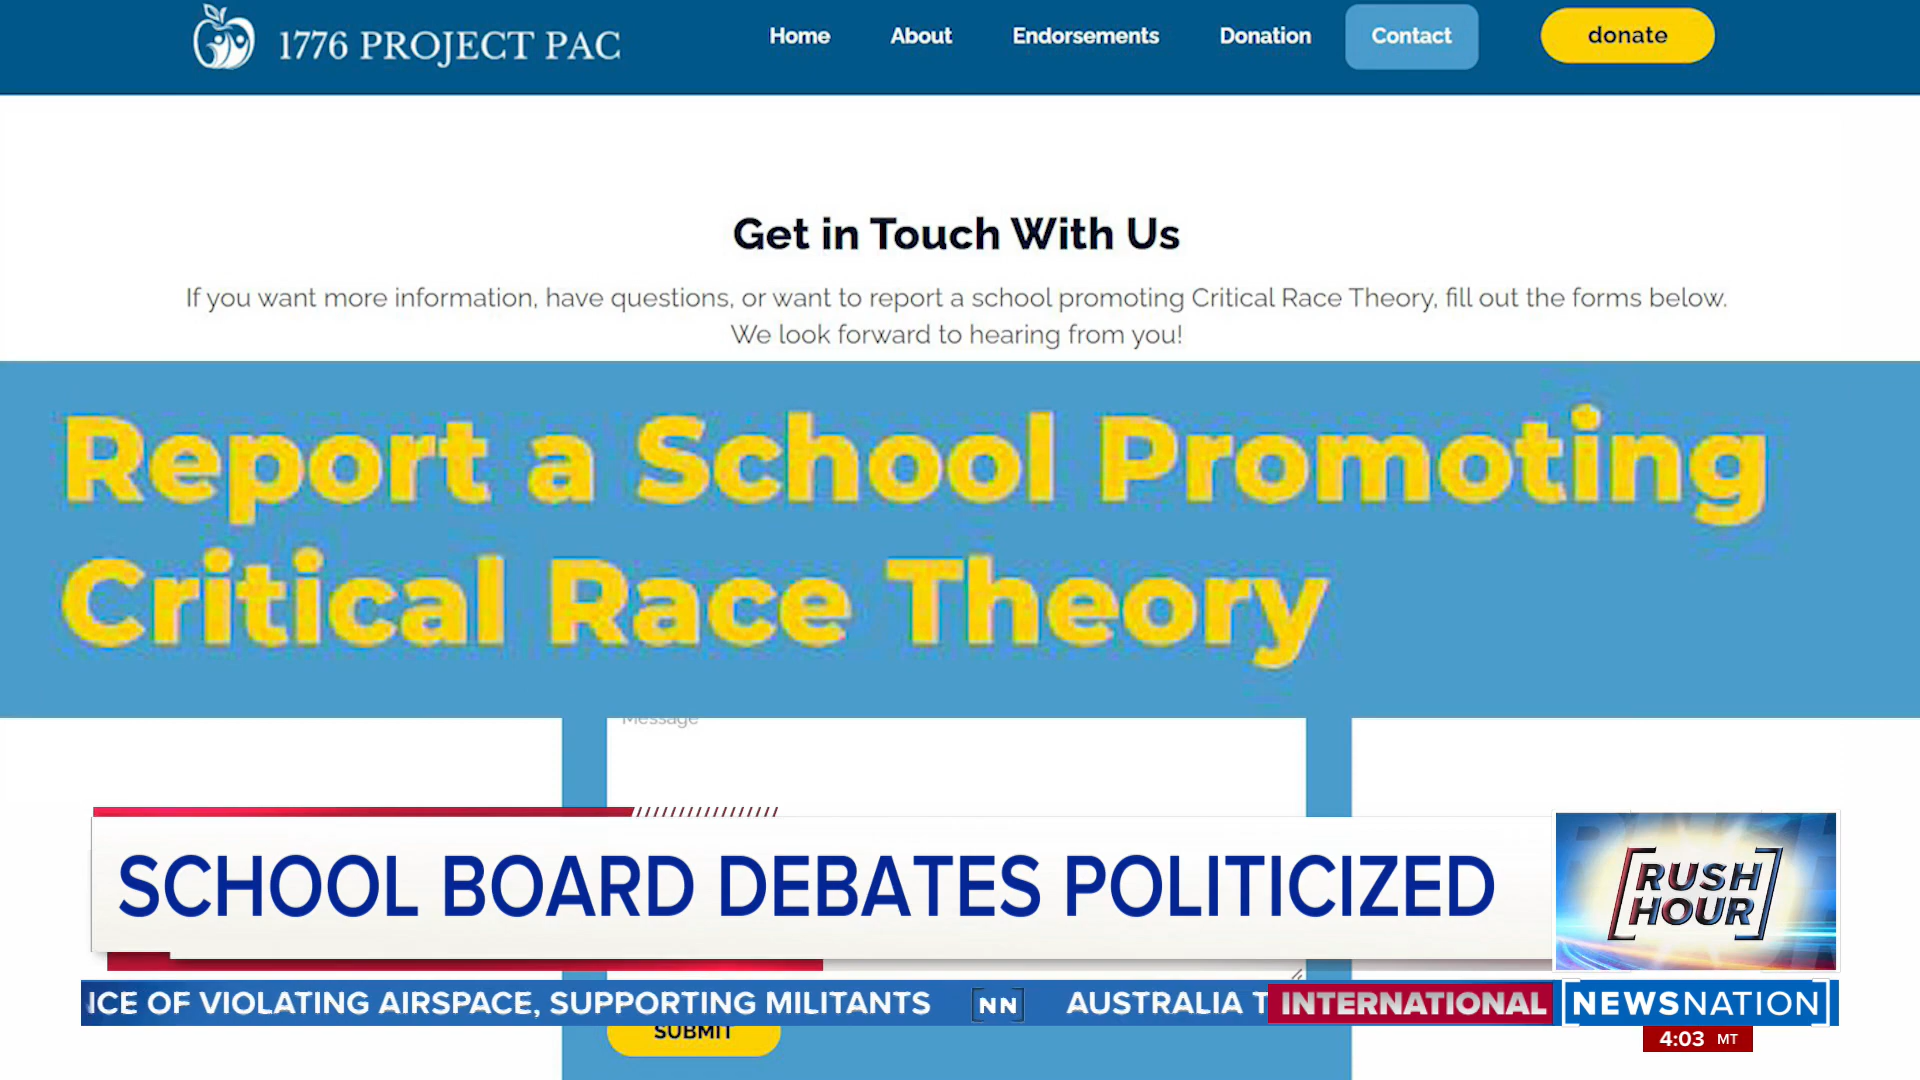 1776 PROJECT PAC
Home About Endorsements Donation Contact donate
Get in Touch With Us
If you want more information, have questions, or want to report a school promoting Critical Race Theory, fill out the forms below.
We look forward to hearing from you!
Report a School Promoting
Critical Race Theory
Message
SCHOOL BOARD DEBATES POLITICIZED
RUSH
HOUR
OF VIOLATING AIRSPACE, SUPPORTING MILITANTS NN AUSTRALIA INTERNATIONAL NEWSNATION
SUBMIT
4:03 MT